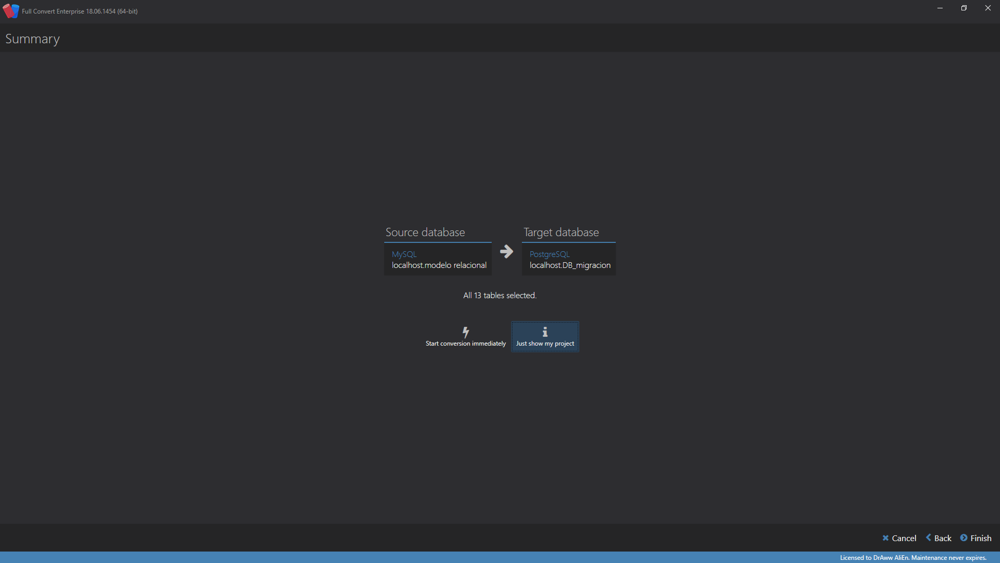 Full Convert Enterprise 18.06.1454 (64-bit)
Summary
Source database
Target database
MySQL
localhost.modelo relacional
PostgreSQL
localhost.DB_migracion
All 13 tables selected.
Start conversion immediately
Just show my project
Cancel
Back
Finish
Licensed to DrAww AliEn. Maintenance never expires.